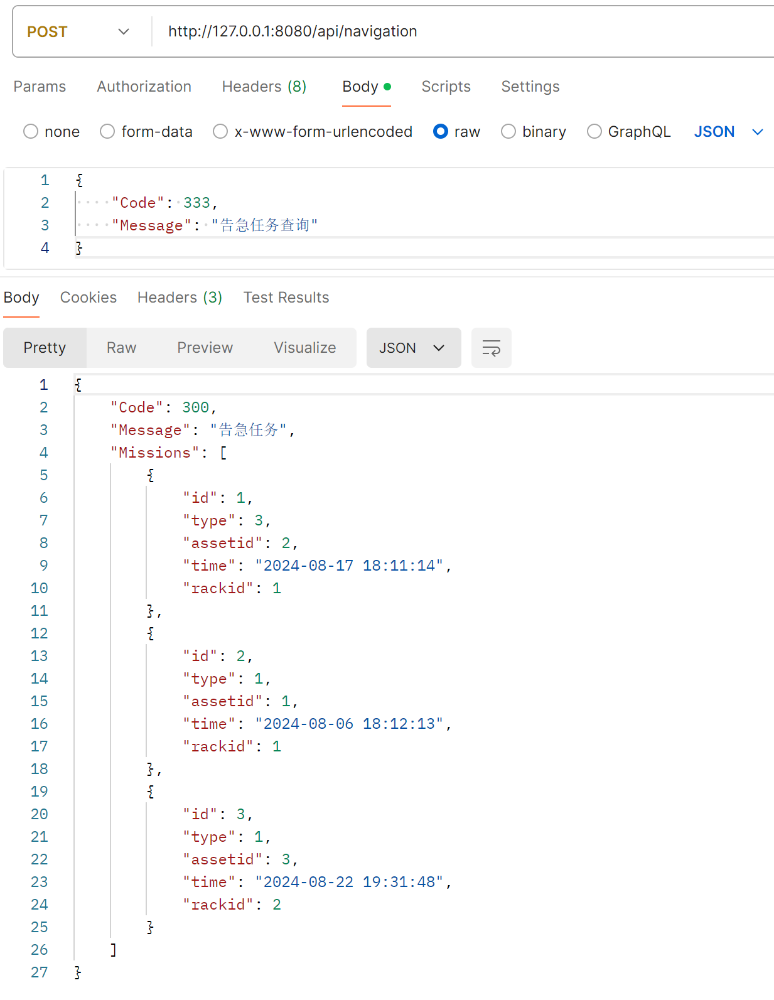 POST http://127.0.0.1:8080/api/navigation
Params Authorization Headers (8) Body Scripts Settings
none form-data x-www-form-urlencoded raw binary GraphQL JSON
1 {
2 "Code": 333,
3 "Message": "告急任务查询"
4 }
Body Cookies Headers (3) Test Results
Pretty Raw Preview Visualize JSON
1 {
2 "Code": 300,
3 "Message": "告急任务",
4 "Missions": [
5 {
6 "id": 1,
7 "type": 3,
8 "assetid": 2,
9 "time": "2024-08-17 18:11:14",
10 "rackid": 1
11 },
12 {
13 "id": 2,
14 "type": 1,
15 "assetid": 1,
16 "time": "2024-08-06 18:12:13",
17 "rackid": 1
18 },
19 {
20 "id": 3,
21 "type": 1,
22 "assetid": 3,
23 "time": "2024-08-22 19:31:48",
24 "rackid": 2
25 }
26 ]
27 }